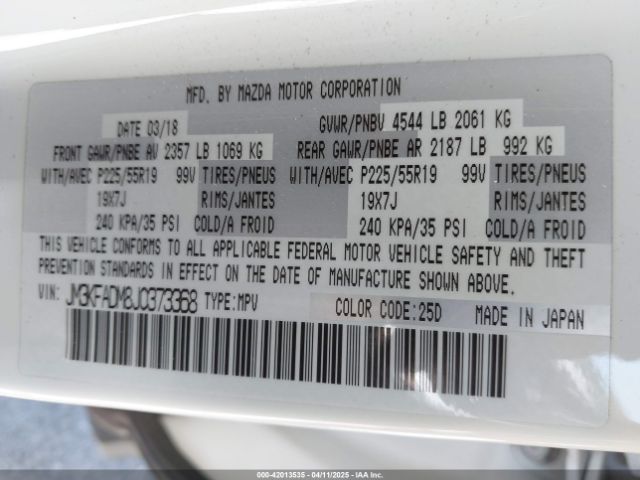 MFD. BY MAZDA MOTOR CORPORATION
DATE 03/18 GVWR/PNBV 4544 LB 2061 KG
FRONT GAWR/PNBE AV 2357 LB 1069 KG REAR GAWR/PNBE AR 2187 LB 992 KG
WITH/AVEC P225/55R19 99V TIRES/PNEUS WITH/AVEC P225/55R19 99V TIRES/PNEUS
19X7J RIMS/JANTES 19X7J RIMS/JANTES
240 KPA/35 PSI COLD/A FROID 240 KPA/35 PSI COLD/A FROID
THIS VEHICLE CONFORMS TO ALL APPLICABLE FEDERAL MOTOR VEHICLE SAFETY AND THEFT
PREVENTION STANDARDS IN EFFECT ON THE DATE OF MANUFACTURE SHOWN ABOVE.
VIN: JM3KFADM8J0373368 TYPE:MPV COLOR CODE:25D MADE IN JAPAN
000-42013535 - 04/11/2025 - IAAI.COM